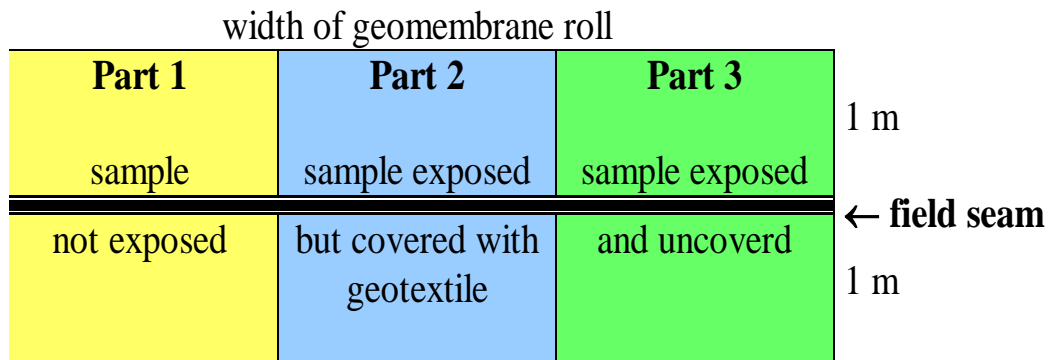 width of geomembrane roll
Part 1 Part 2 Part 3
1 m
sample sample exposed sample exposed
← field seam
not exposed but covered with and uncoverd
geotextile
1 m